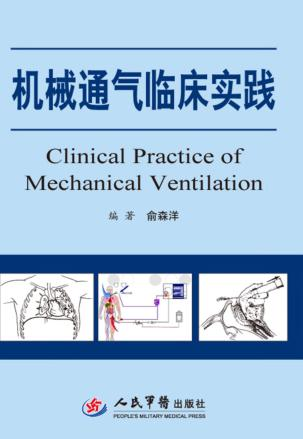 机械通气临床实践
Clinical Practice of
Mechanical Ventilation
编 著 俞森洋
人民军医出版社
PEOPLE'S MILITARY MEDICAL PRESS